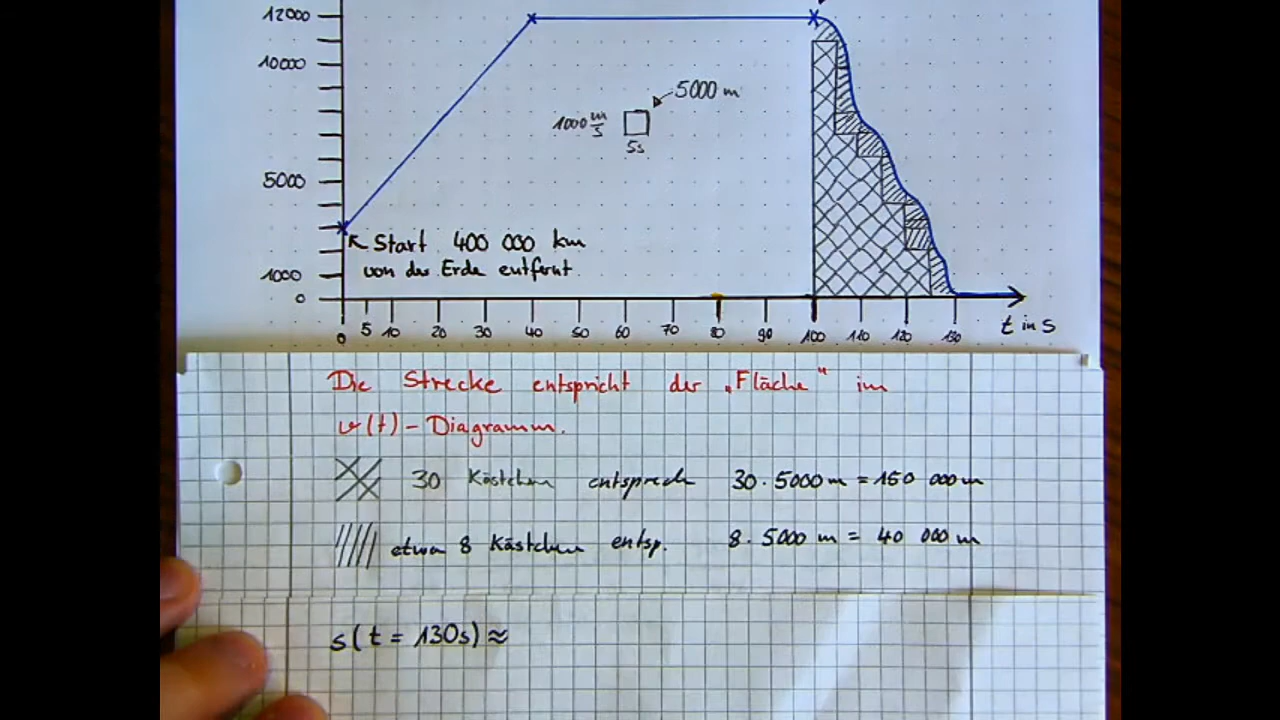 12000
10000
5000 m
1000 m/s
5s
5000
Start 400 000 km
von der Erde entfernt
1000
0
0 5 10 20 30 40 50 60 70 80 90 100 110 120 130
t in s
Die Strecke entspricht der „Fläche" im
v(t) - Diagramm.
30 Kästchen entsprech 30 · 5000 m = 150 000 m
etwa 8 Kästchen entsp. 8 · 5000 m = 40 000 m
s(t = 130s) ≈